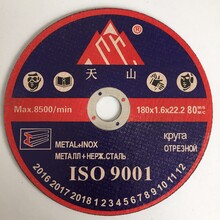 天山
Max.8500/min
180x1.6x22.2 80
METAL+INOX
МЕТАЛЛ+НЕРЖ.СТАЛЬ
круга
ОТРЕЗНОЙ
ISO 9001
2016 2017 2018 1 2 3 4 5 6 7 8 9 10 11 12